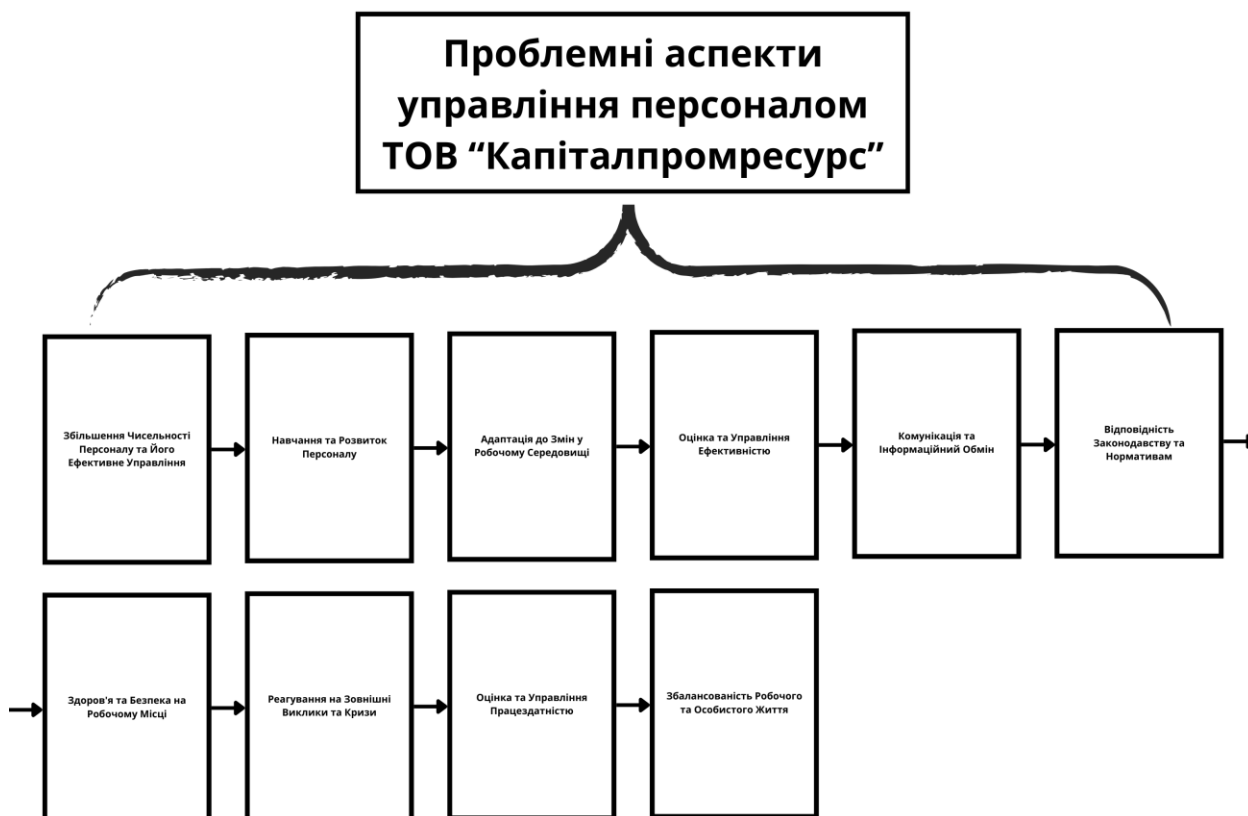 Проблемні аспекти
управління персоналом
ТОВ “Капіталпромресурс”
Збільшення Чисельності
Персоналу та Його
Ефективне Управління
Навчання та Розвиток
Персоналу
Адаптація до Змін у
Робочому Середовищі
Оцінка та Управління
Ефективністю
Комунікація та
Інформаційний Обмін
Відповідність
Законодавству та
Нормативам
Здоров'я та Безпека на
Робочому Місці
Реагування на Зовнішні
Виклики та Кризи
Оцінка та Управління
Працездатністю
Збалансованість Робочого
та Особистого Життя